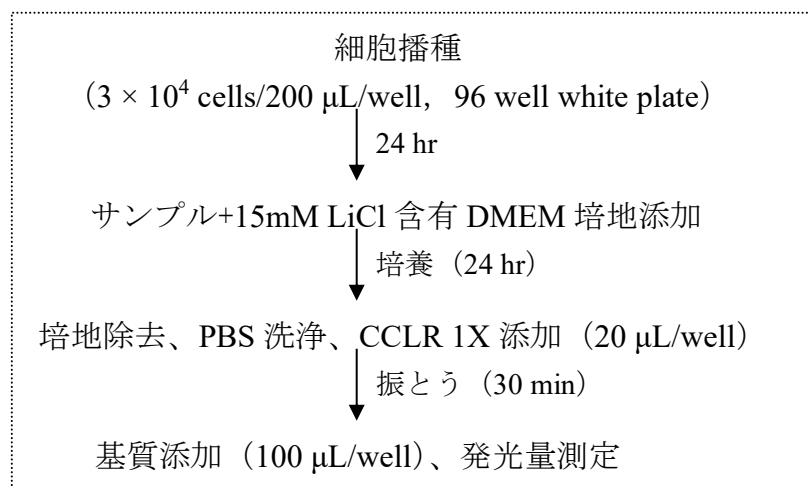 細胞播種
（3 × 10⁴ cells/200 μL/well，96 well white plate）
24 hr
サンプル+15mM LiCl 含有 DMEM 培地添加
培養（24 hr）
培地除去、PBS 洗浄、CCLR 1X 添加（20 μL/well）
振とう（30 min）
基質添加（100 μL/well）、発光量測定